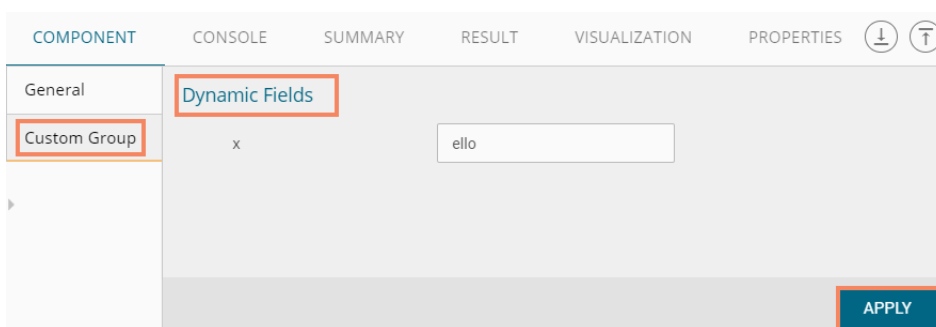 COMPONENT CONSOLE SUMMARY RESULT VISUALIZATION PROPERTIES
General
Dynamic Fields
Custom Group
x ello
APPLY